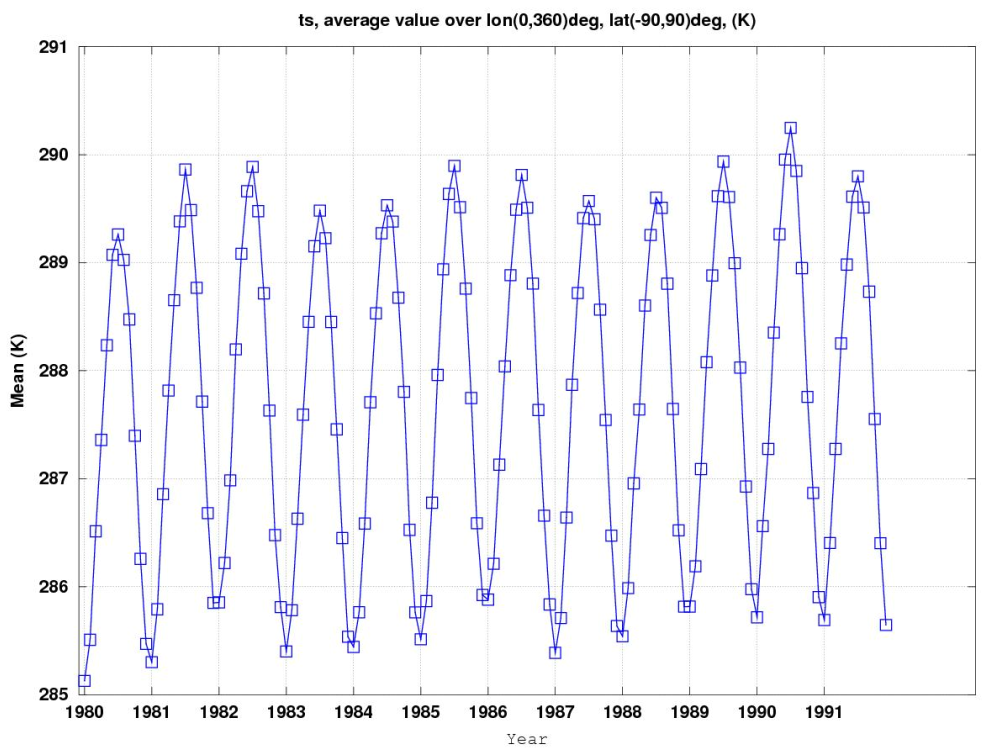 ts, average value over lon(0,360)deg, lat(-90,90)deg, (K)
291
290
289
288
287
286
285
Mean (K)
1980 1981 1982 1983 1984 1985 1986 1987 1988 1989 1990 1991
Year